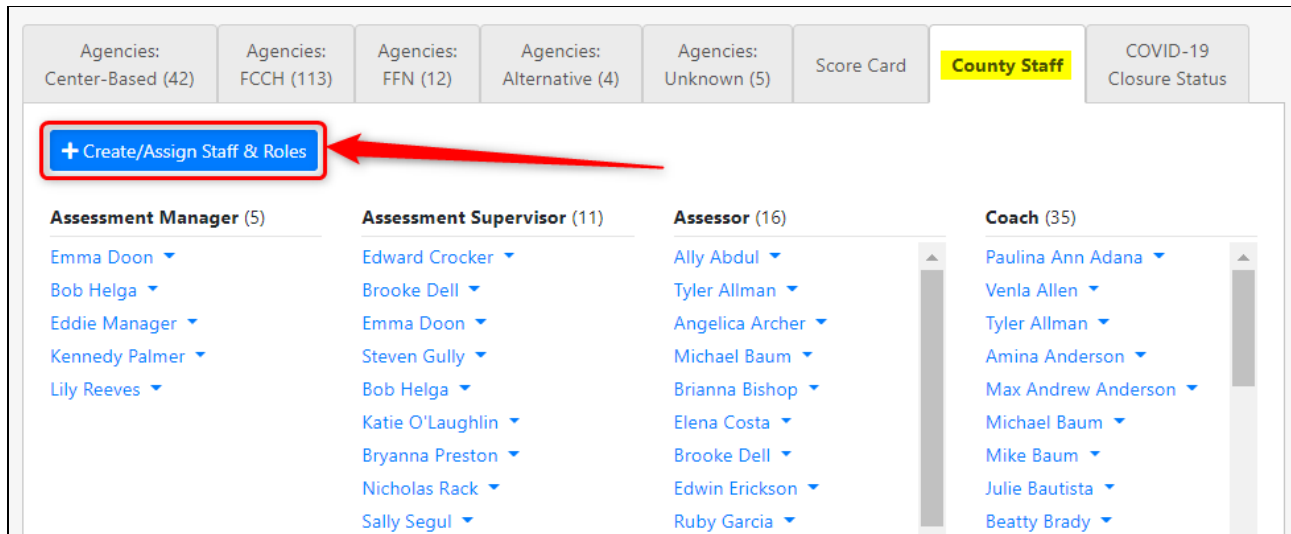 Agencies:
Center-Based (42)
Agencies:
FCCH (113)
Agencies:
FFN (12)
Agencies:
Alternative (4)
Agencies:
Unknown (5)
Score Card
County Staff
COVID-19
Closure Status
+ Create/Assign Staff & Roles
Assessment Manager (5)
Emma Doon
Bob Helga
Eddie Manager
Kennedy Palmer
Lily Reeves
Assessment Supervisor (11)
Edward Crocker
Brooke Dell
Emma Doon
Steven Gully
Bob Helga
Katie O'Laughlin
Bryanna Preston
Nicholas Rack
Sally Segul
Assessor (16)
Ally Abdul
Tyler Allman
Angelica Archer
Michael Baum
Brianna Bishop
Elena Costa
Brooke Dell
Edwin Erickson
Ruby Garcia
Coach (35)
Paulina Ann Adana
Venla Allen
Tyler Allman
Amina Anderson
Max Andrew Anderson
Michael Baum
Mike Baum
Julie Bautista
Beatty Brady